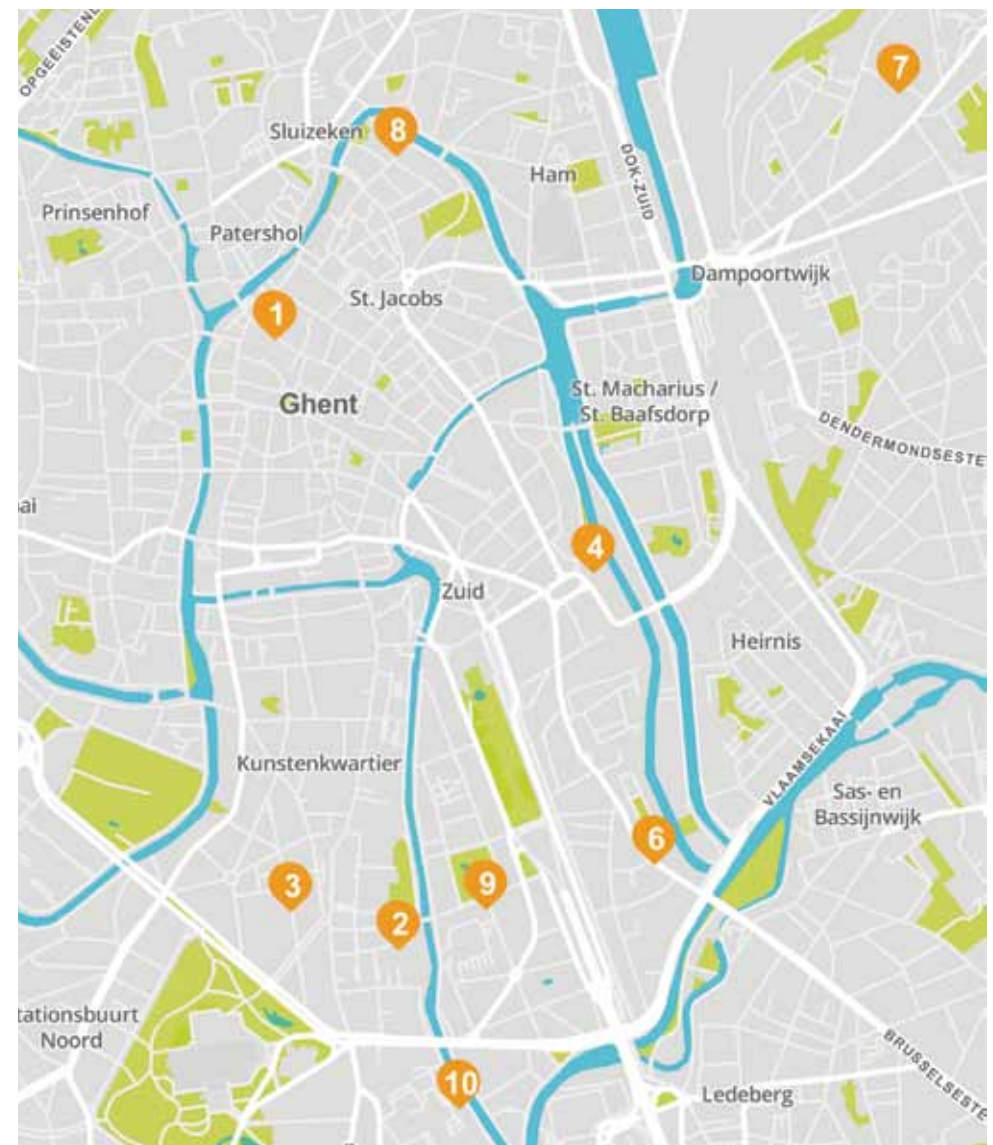 OPGEËISTENL
7
8
Sluizeken
DOK-ZUID
Ham
Prinsenhof
Patershol
Dampoortwijk
1
St. Jacobs
St. Macharius /
St. Baafsdorp
Ghent
DENDERMONDSESTE
ai
4
Zuid
Heirnis
VLAAMSEKAAI
Kunstenkwartier
Sas- en
Bassijnwijk
6
3
9
2
tationsbuurt
Noord
BRUSSELSESTE
10
Ledeberg